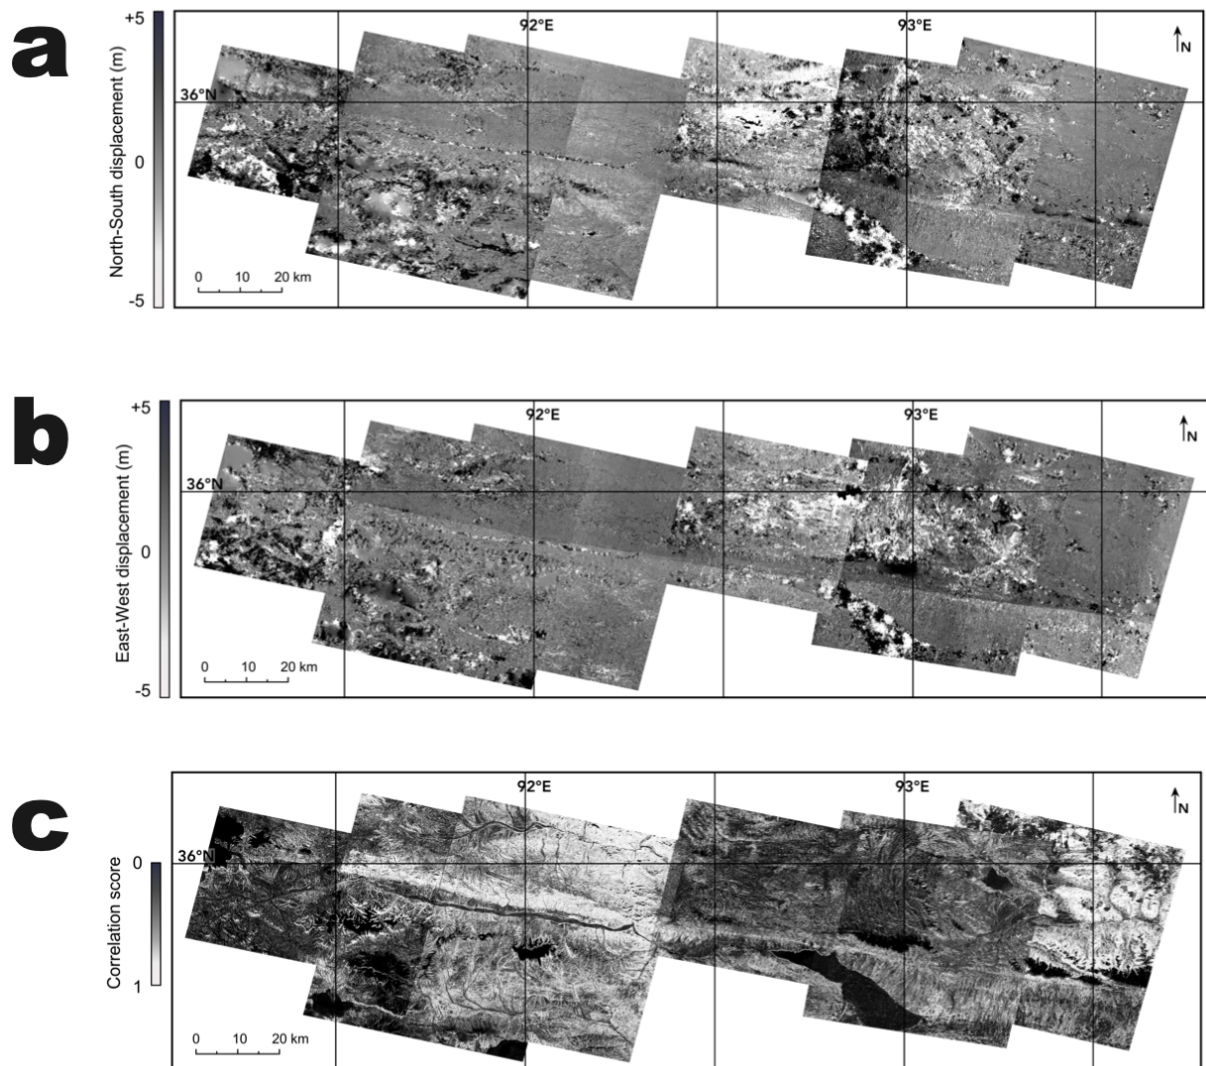 a
+5
0
-5
North-South displacement (m)
92°E
93°E
N
36°N
0 10 20 km
b
+5
0
-5
East-West displacement (m)
92°E
93°E
N
36°N
0 10 20 km
c
0
1
Correlation score
92°E
93°E
N
36°N
0 10 20 km